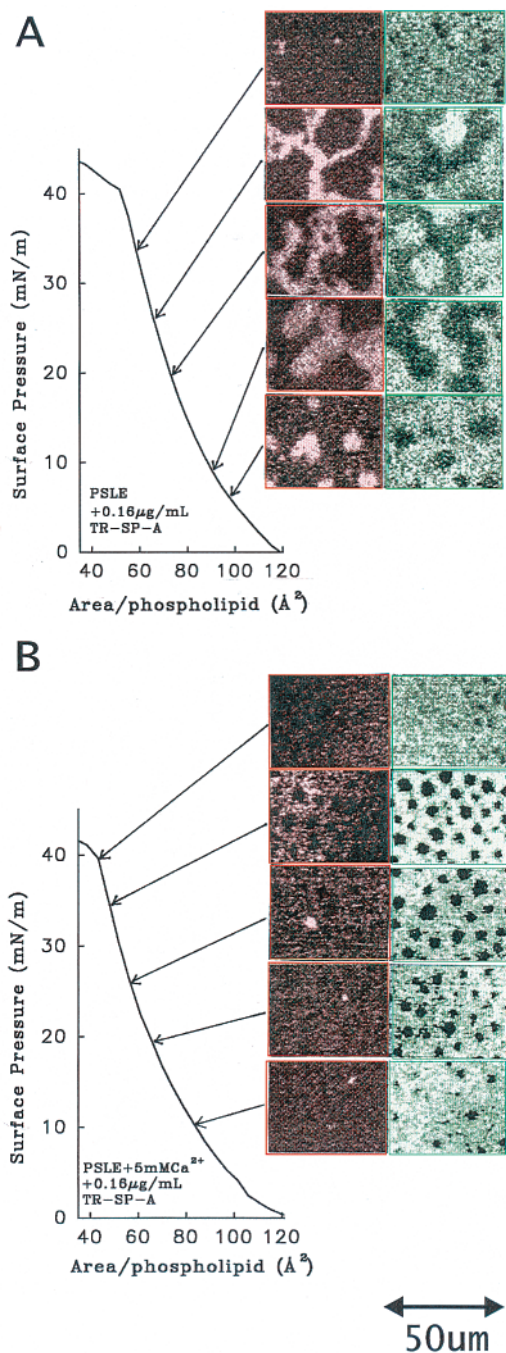 A
40
30
20
10
0
Surface Pressure (mN/m)
PSLE
+0.16μg/mL
TR-SP-A
40 60 80 100 120
Area/phospholipid (Å²)
B
40
30
20
10
0
Surface Pressure (mN/m)
PSLE+5mMCa²⁺
+0.16μg/mL
TR-SP-A
40 60 80 100 120
Area/phospholipid (Å²)
50um